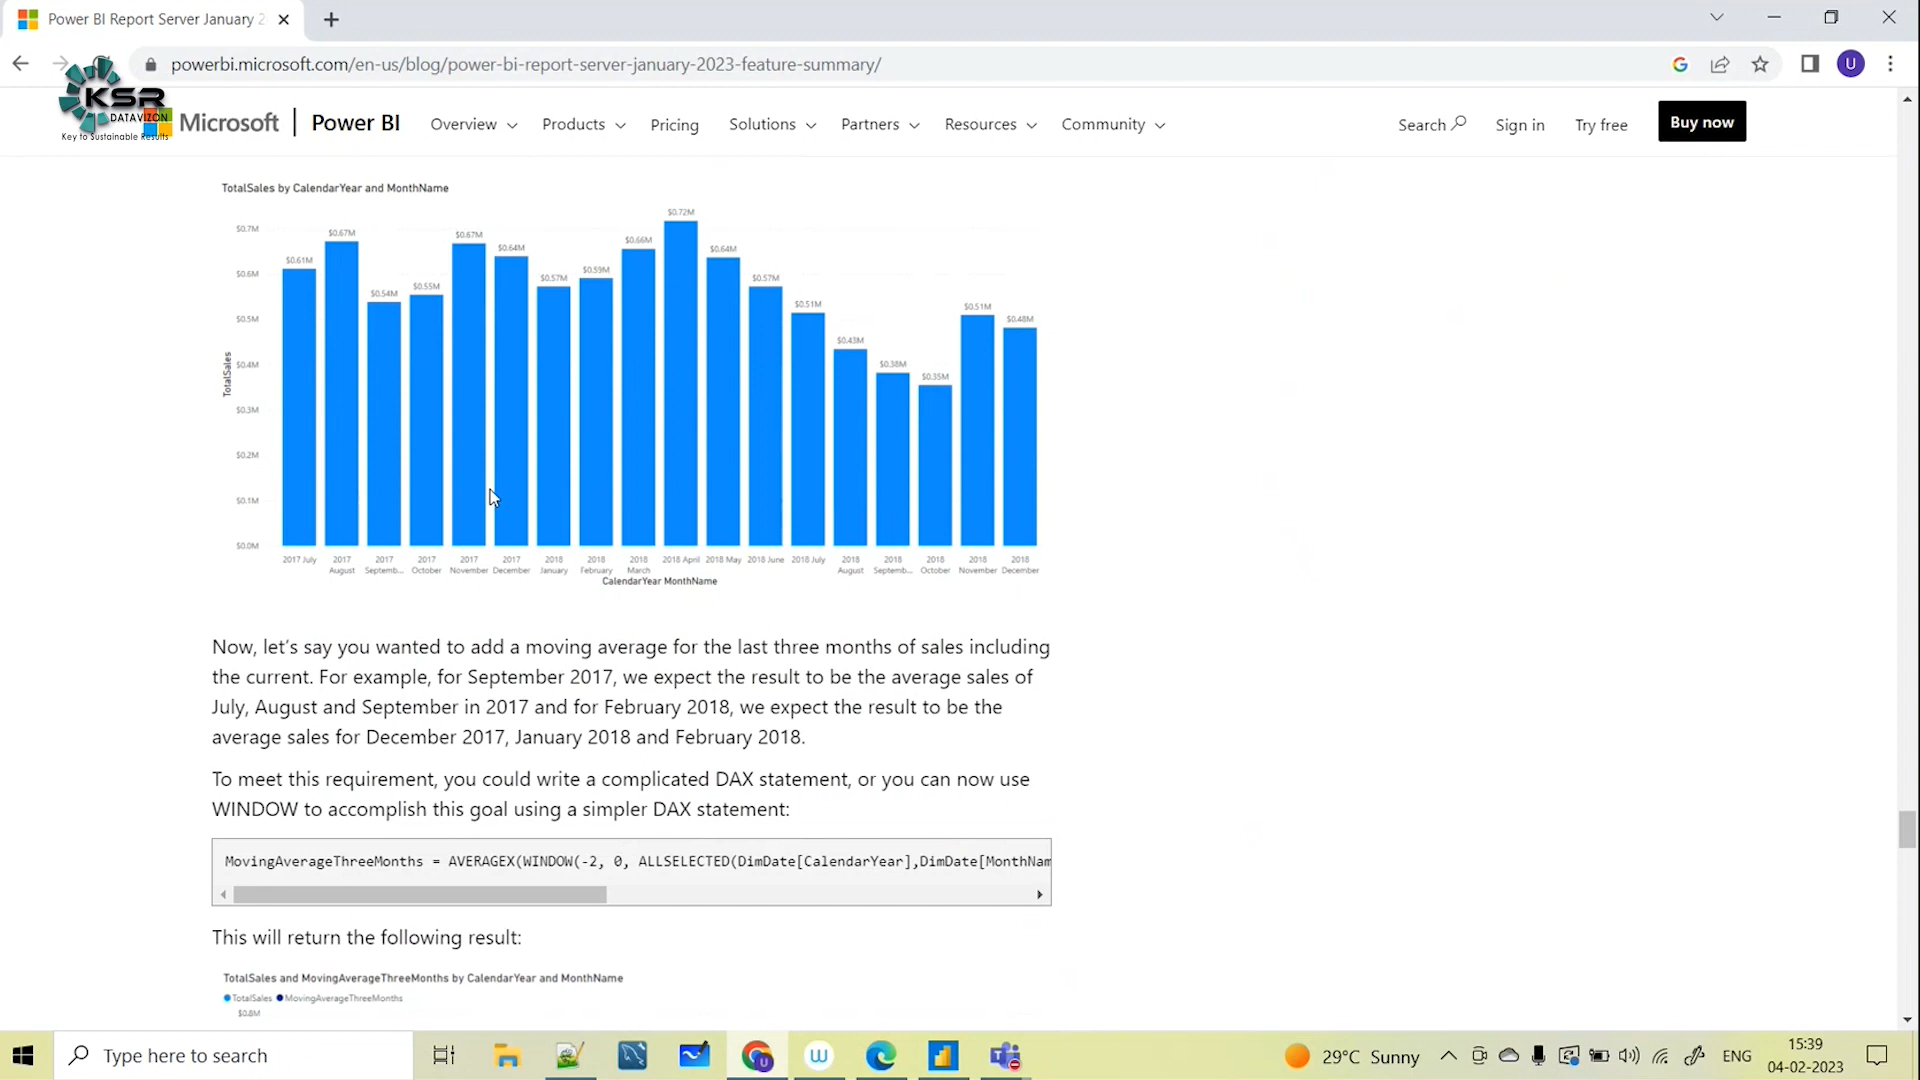 Power BI Report Server January 2
powerbi.microsoft.com/en-us/blog/power-bi-report-server-january-2023-feature-summary/
U
KSR
DATAVIZON
Key to Sustainable Results
Microsoft
Power BI
Overview
Products
Pricing
Solutions
Partners
Resources
Community
Search
Sign in
Try free
Buy now
TotalSales by CalendarYear and MonthName
TotalSales
$0.7M
$0.6M
$0.5M
$0.4M
$0.3M
$0.2M
$0.1M
$0.0M
$0.61M
$0.67M
$0.54M
$0.55M
$0.67M
$0.64M
$0.57M
$0.59M
$0.66M
$0.72M
$0.64M
$0.57M
$0.51M
$0.43M
$0.38M
$0.35M
$0.51M
$0.48M
2017 July
2017 August
2017 Septemb...
2017 October
2017 November
2017 December
2018 January
2018 February
2018 March
2018 April
2018 May
2018 June
2018 July
2018 August
2018 Septemb...
2018 October
2018 November
2018 December
CalendarYear MonthName
Now, let's say you wanted to add a moving average for the last three months of sales including
the current. For example, for September 2017, we expect the result to be the average sales of
July, August and September in 2017 and for February 2018, we expect the result to be the
average sales for December 2017, January 2018 and February 2018.
To meet this requirement, you could write a complicated DAX statement, or you can now use
WINDOW to accomplish this goal using a simpler DAX statement:
MovingAverageThreeMonths = AVERAGEX(WINDOW(-2, 0, ALLSELECTED(DimDate[CalendarYear],DimDate[MonthNam
This will return the following result:
TotalSales and MovingAverageThreeMonths by CalendarYear and MonthName
TotalSales MovingAverageThreeMonths
$0.8M
Type here to search
29°C Sunny
ENG
15:39
04-02-2023